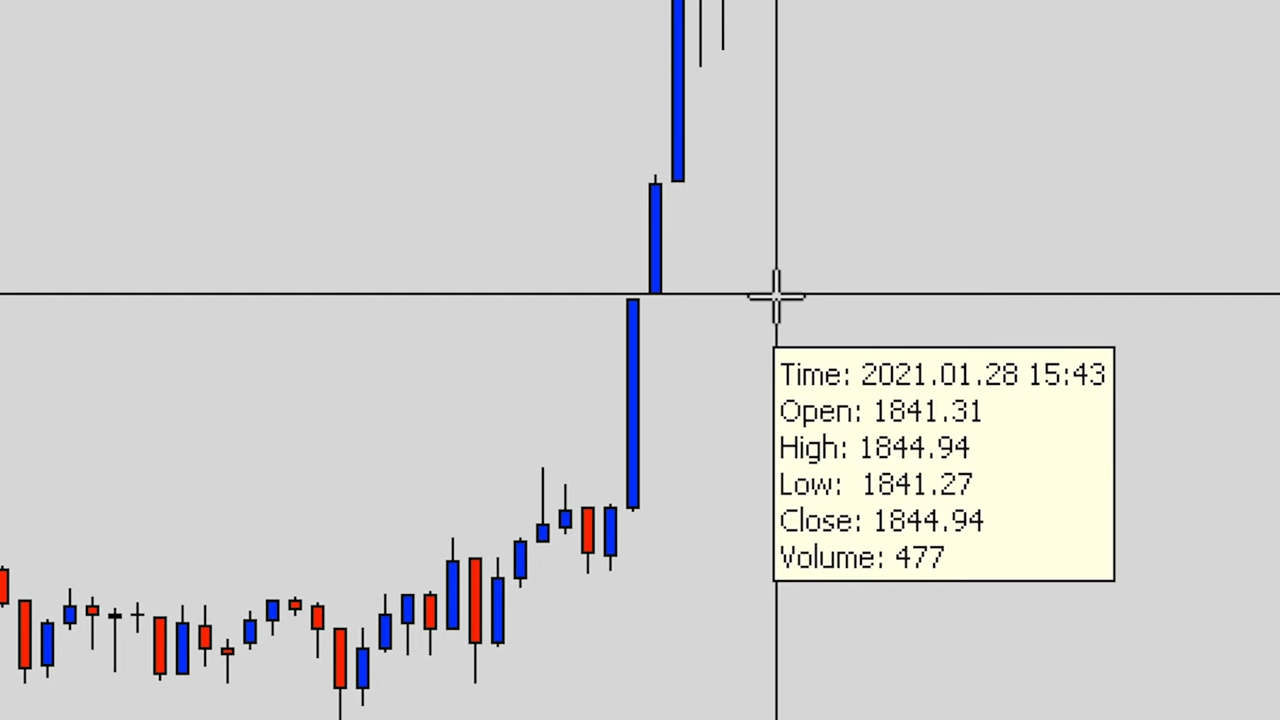 Time: 2021.01.28 15:43
Open: 1841.31
High: 1844.94
Low: 1841.27
Close: 1844.94
Volume: 477